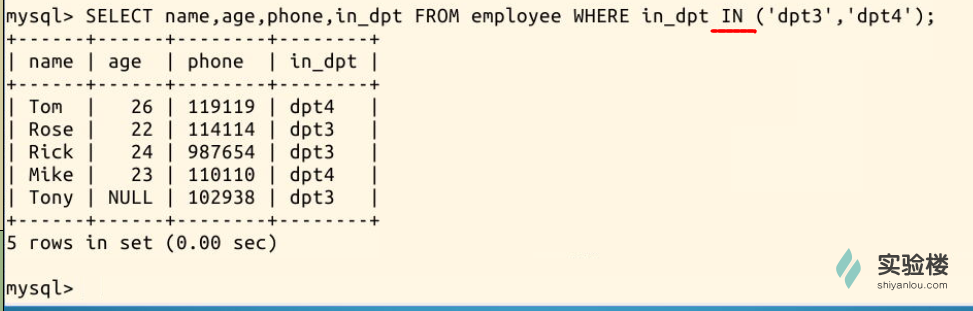 mysql> SELECT name,age,phone,in_dpt FROM employee WHERE in_dpt IN ('dpt3','dpt4');
+------+------+--------+--------+
| name | age  | phone  | in_dpt |
+------+------+--------+--------+
| Tom  |   26 | 119119 | dpt4   |
| Rose |   22 | 114114 | dpt3   |
| Rick |   24 | 987654 | dpt3   |
| Mike |   23 | 110110 | dpt4   |
| Tony | NULL | 102938 | dpt3   |
+------+------+--------+--------+
5 rows in set (0.00 sec)
实验楼
shiyanlou.com
mysql>